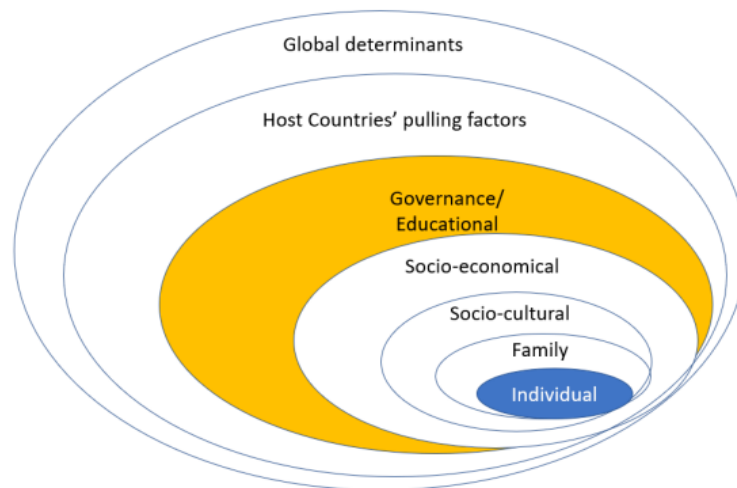 Global determinants
Host Countries’ pulling factors
Governance/
Educational
Socio-economical
Socio-cultural
Family
Individual